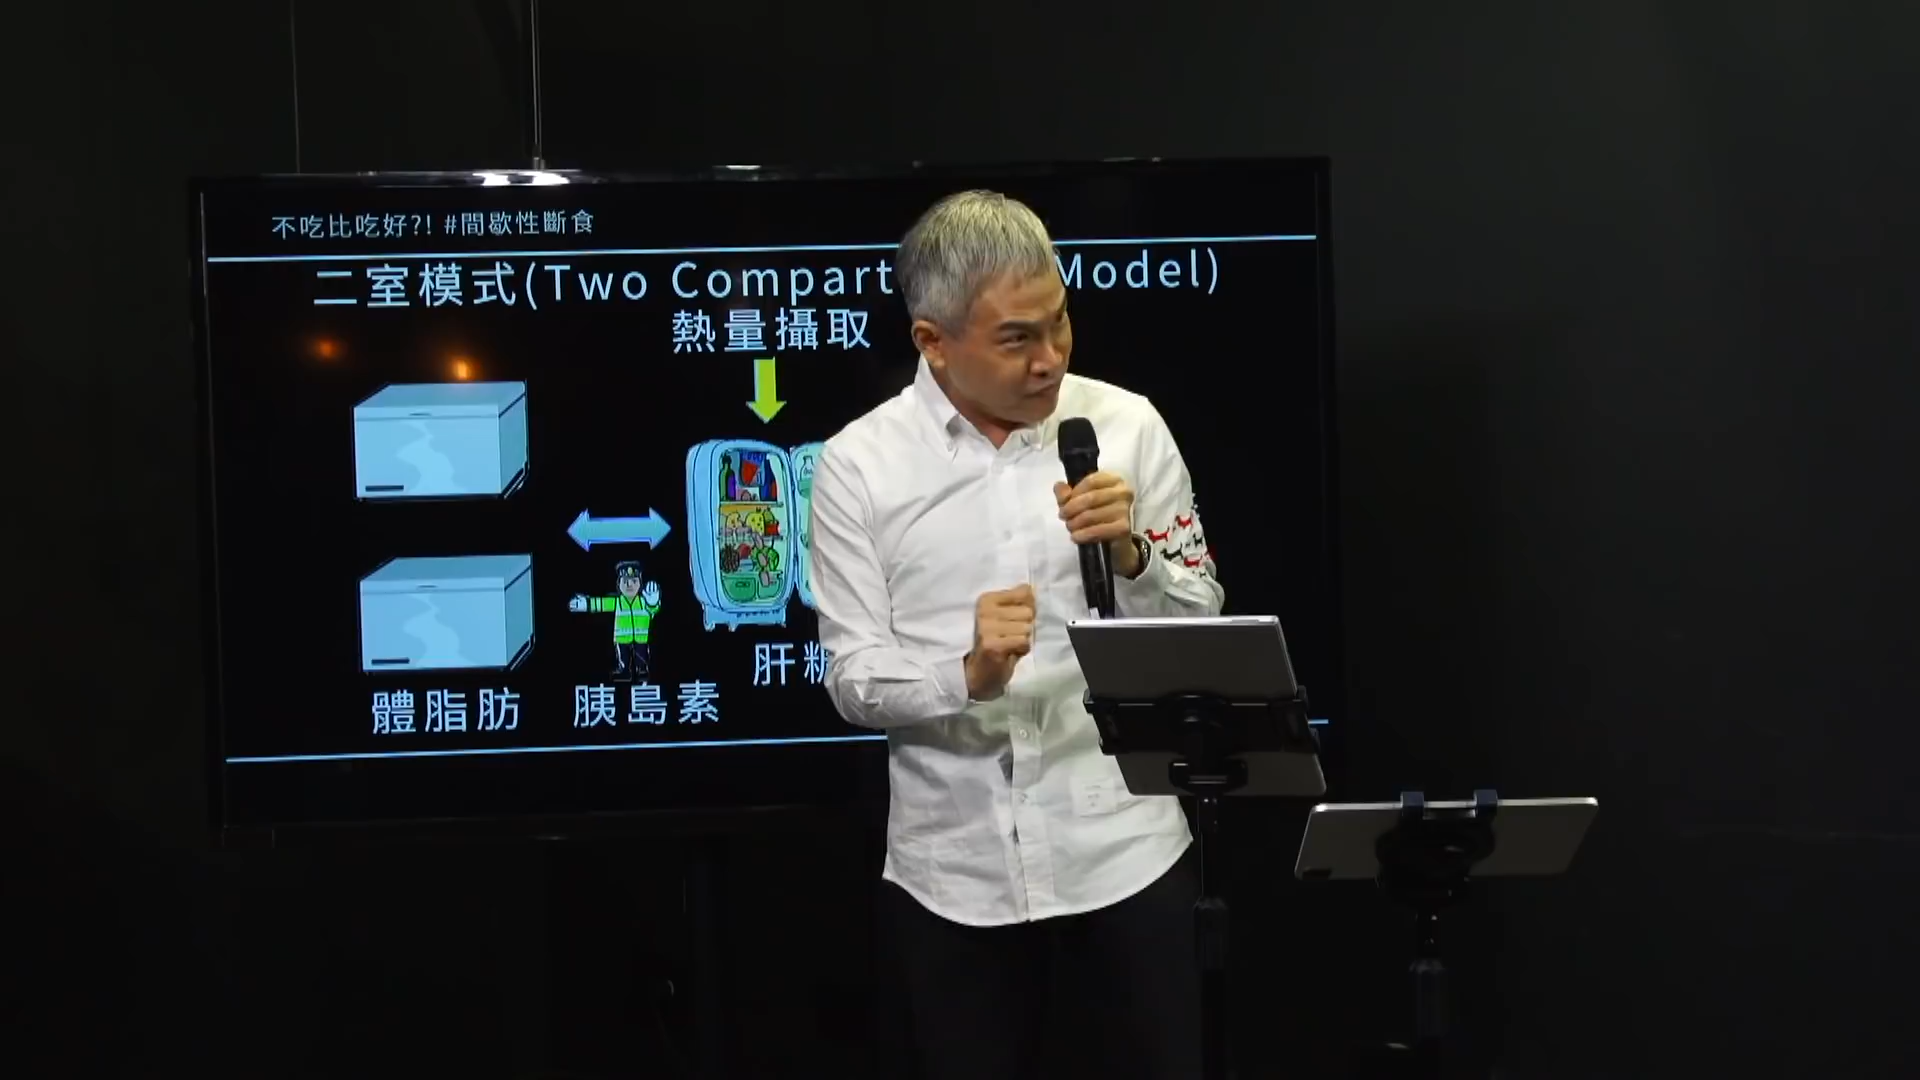 不吃比吃好?! #間歇性斷食
二室模式(Two Compart Model)
熱量攝取
肝糖
體脂肪
胰島素